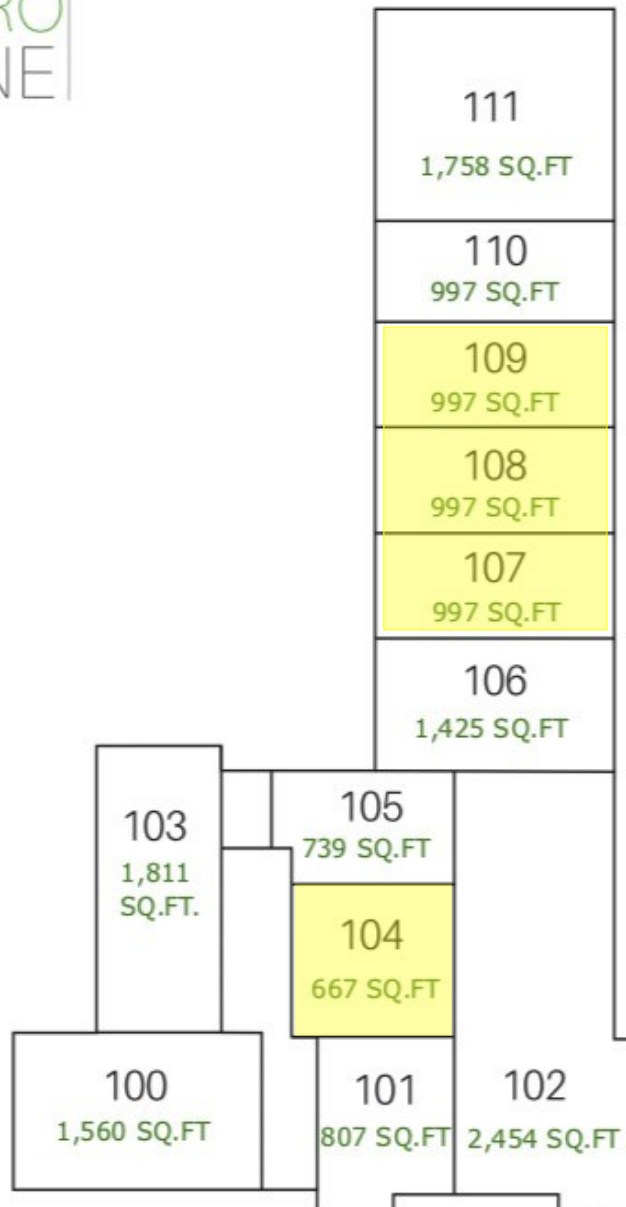 RO
NE
111
1,758 SQ.FT
110
997 SQ.FT
109
997 SQ.FT
108
997 SQ.FT
107
997 SQ.FT
106
1,425 SQ.FT
105
739 SQ.FT
103
1,811
SQ.FT.
104
667 SQ.FT
100
1,560 SQ.FT
101
807 SQ.FT
102
2,454 SQ.FT